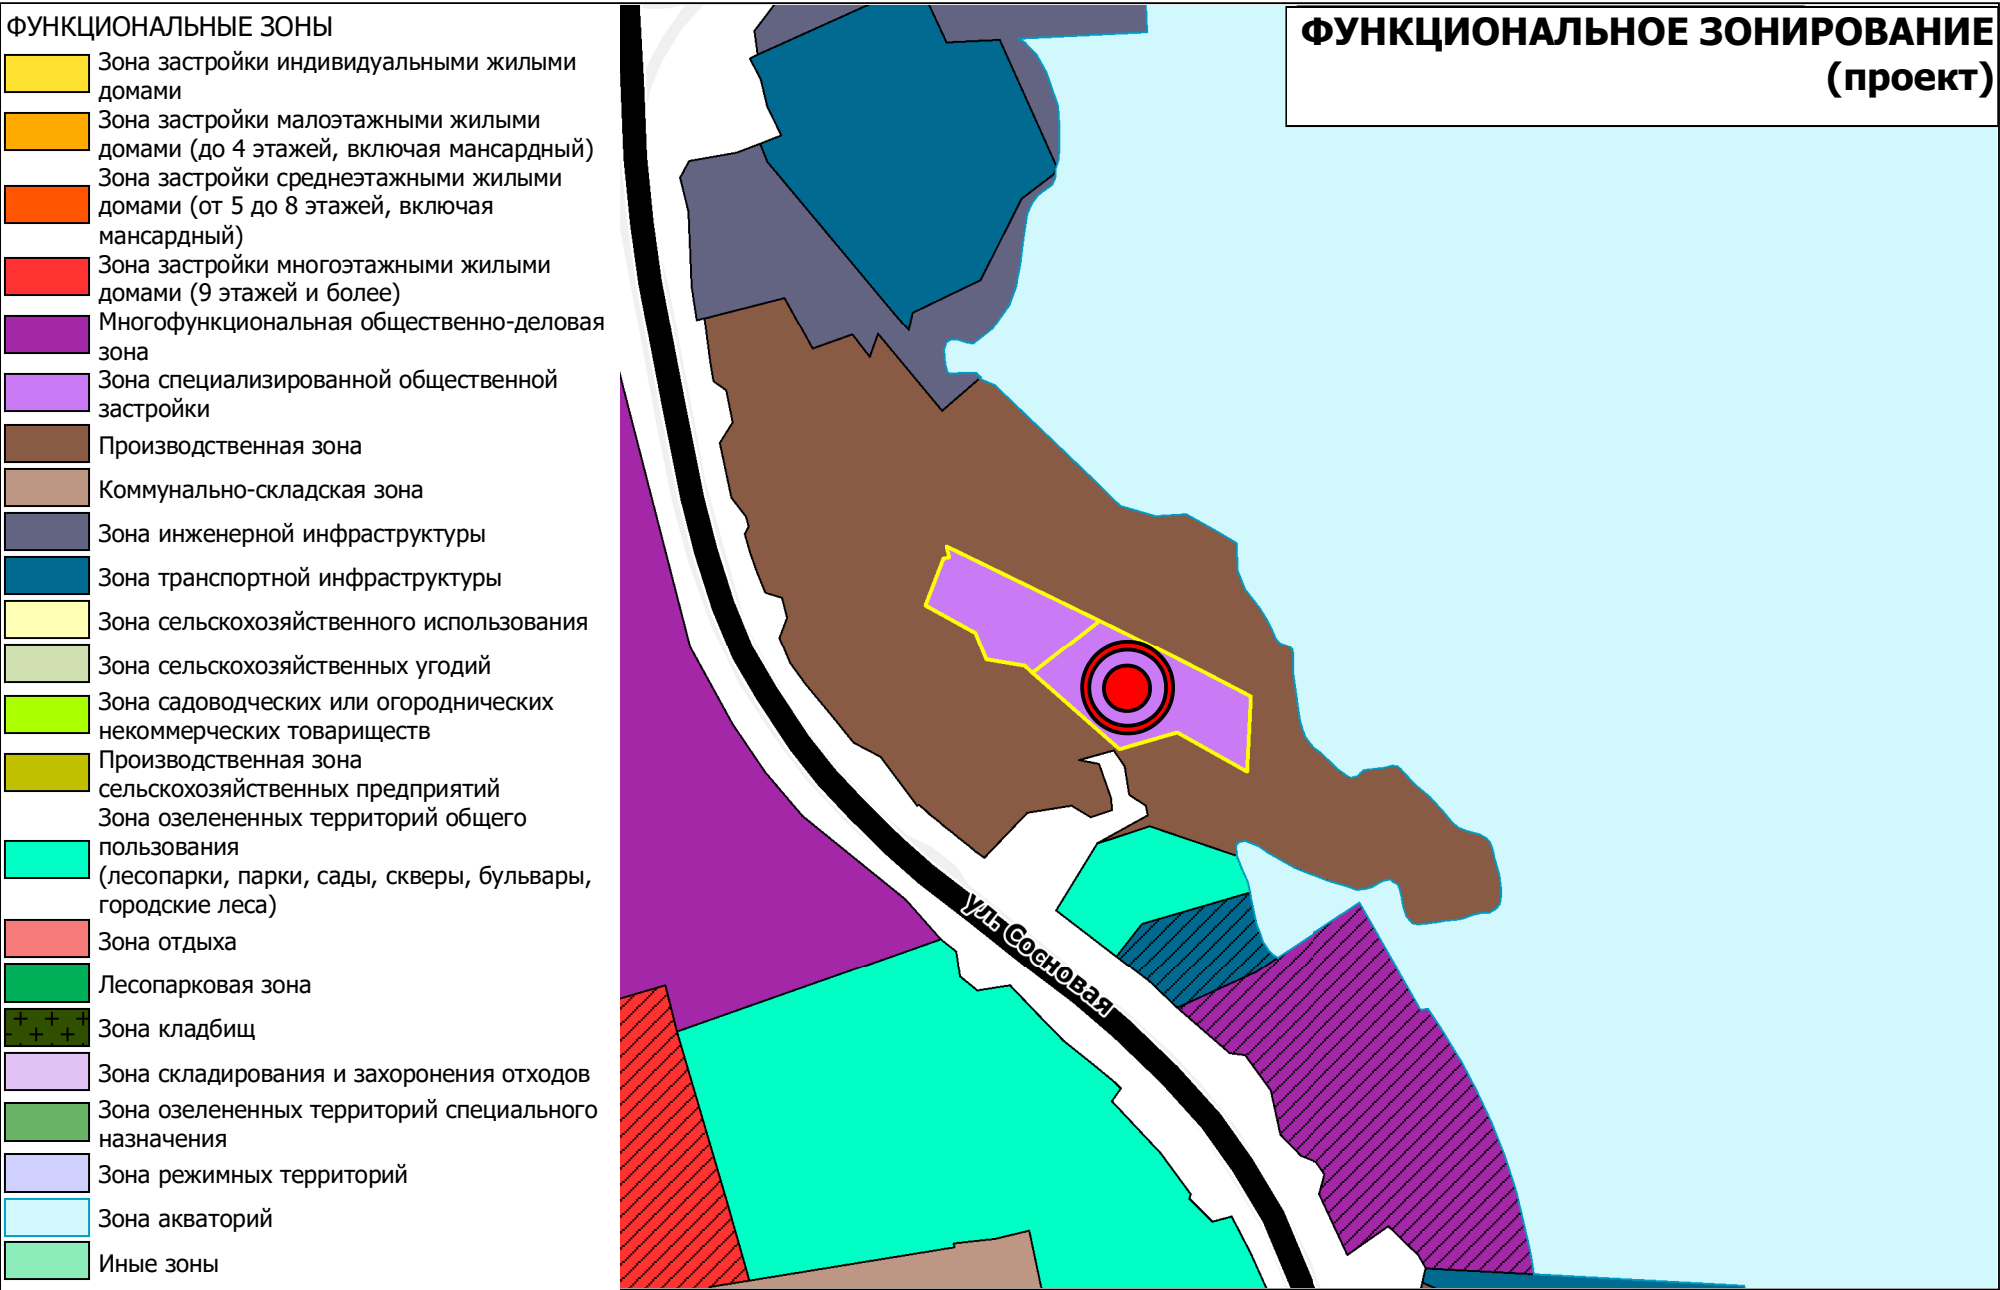 ФУНКЦИОНАЛЬНЫЕ ЗОНЫ
Зона застройки индивидуальными жилыми
домами
Зона застройки малоэтажными жилыми
домами (до 4 этажей, включая мансардный)
Зона застройки среднеэтажными жилыми
домами (от 5 до 8 этажей, включая
мансардный)
Зона застройки многоэтажными жилыми
домами (9 этажей и более)
Многофункциональная общественно-деловая
зона
Зона специализированной общественной
застройки
Производственная зона
Коммунально-складская зона
Зона инженерной инфраструктуры
Зона транспортной инфраструктуры
Зона сельскохозяйственного использования
Зона сельскохозяйственных угодий
Зона садоводческих или огороднических
некоммерческих товариществ
Производственная зона
сельскохозяйственных предприятий
Зона озелененных территорий общего
пользования
(лесопарки, парки, сады, скверы, бульвары,
городские леса)
Зона отдыха
Лесопарковая зона
Зона кладбищ
Зона складирования и захоронения отходов
Зона озелененных территорий специального
назначения
Зона режимных территорий
Зона акваторий
Иные зоны
ФУНКЦИОНАЛЬНОЕ ЗОНИРОВАНИЕ
(проект)
ул. Сосновая